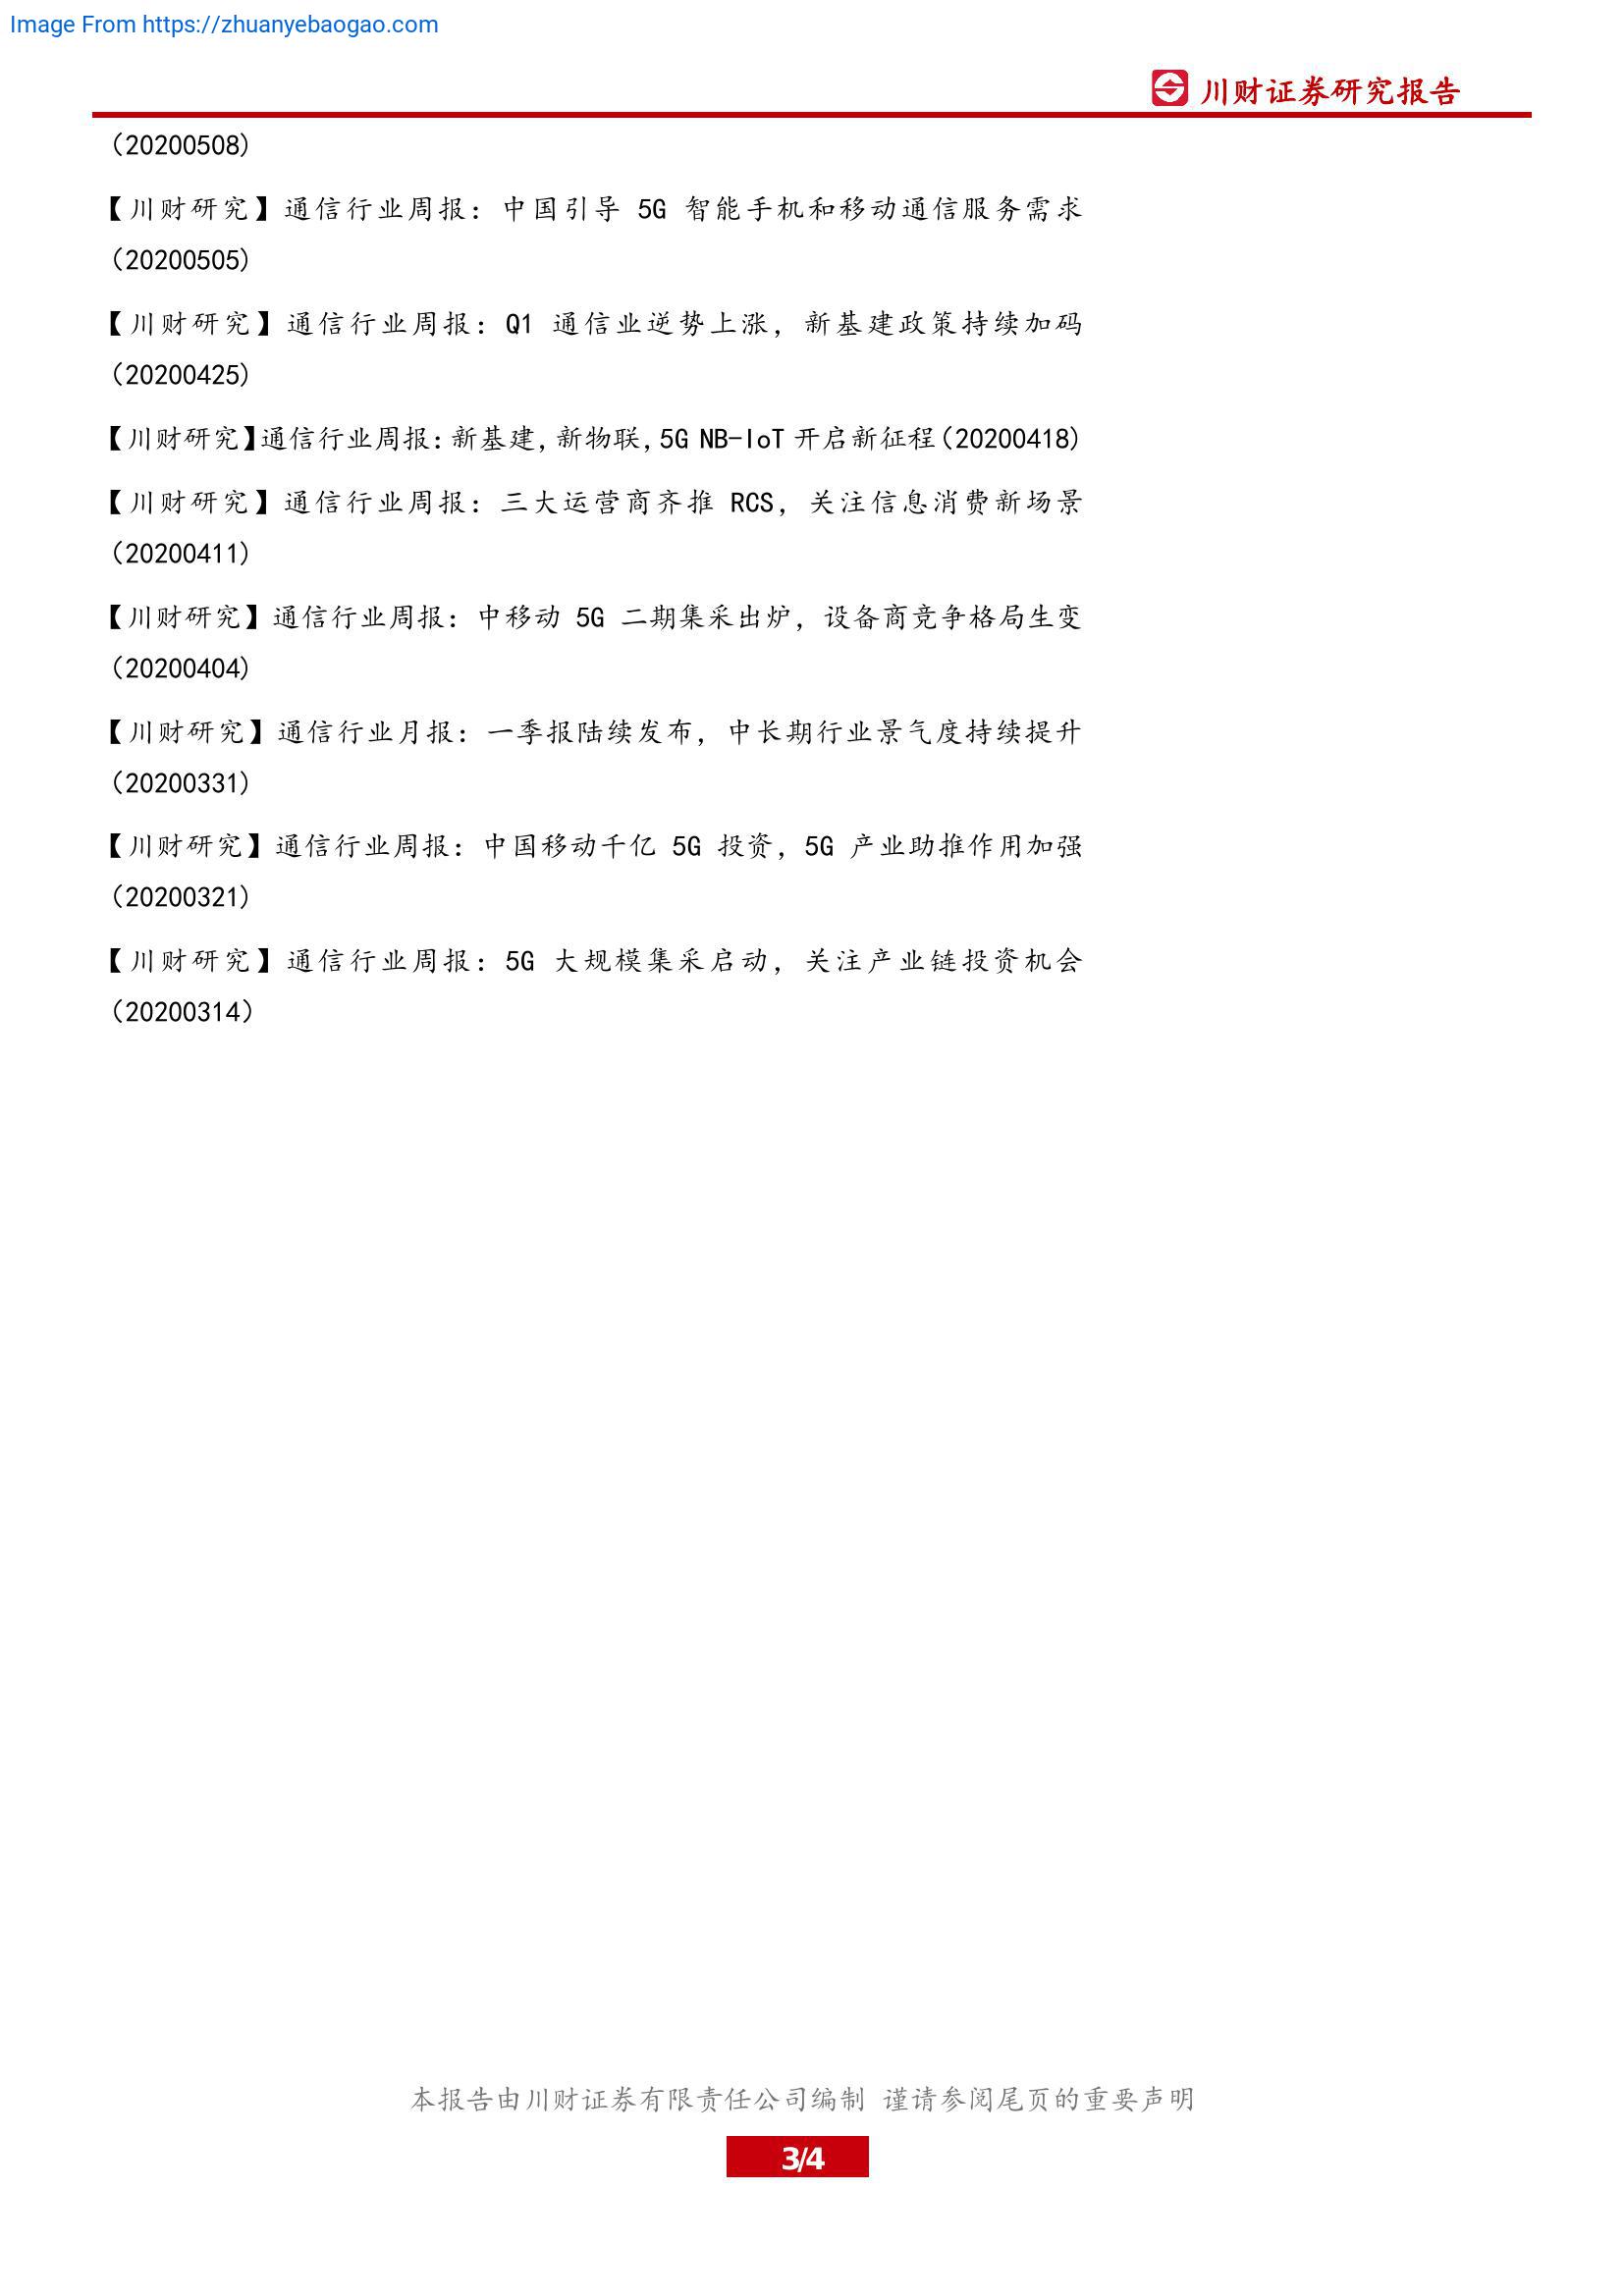 Image From https://zhuanyebaogao.com
川财证券研究报告
（20200508)
【川财研究】通信行业周报：中国引导 5G 智能手机和移动通信服务需求
（20200505)
【川财研究】通信行业周报：Q1 通信业逆势上涨，新基建政策持续加码
（20200425)
【川财研究】通信行业周报：新基建，新物联，5G NB-IoT 开启新征程（20200418)
【川财研究】通信行业周报：三大运营商齐推 RCS，关注信息消费新场景
（20200411)
【川财研究】通信行业周报：中移动 5G 二期集采出炉，设备商竞争格局生变
（20200404)
【川财研究】通信行业月报：一季报陆续发布，中长期行业景气度持续提升
（20200331)
【川财研究】通信行业周报：中国移动千亿 5G 投资，5G 产业助推作用加强
（20200321)
【川财研究】通信行业周报：5G 大规模集采启动，关注产业链投资机会
（20200314）
本报告由川财证券有限责任公司编制 谨请参阅尾页的重要声明
3/4